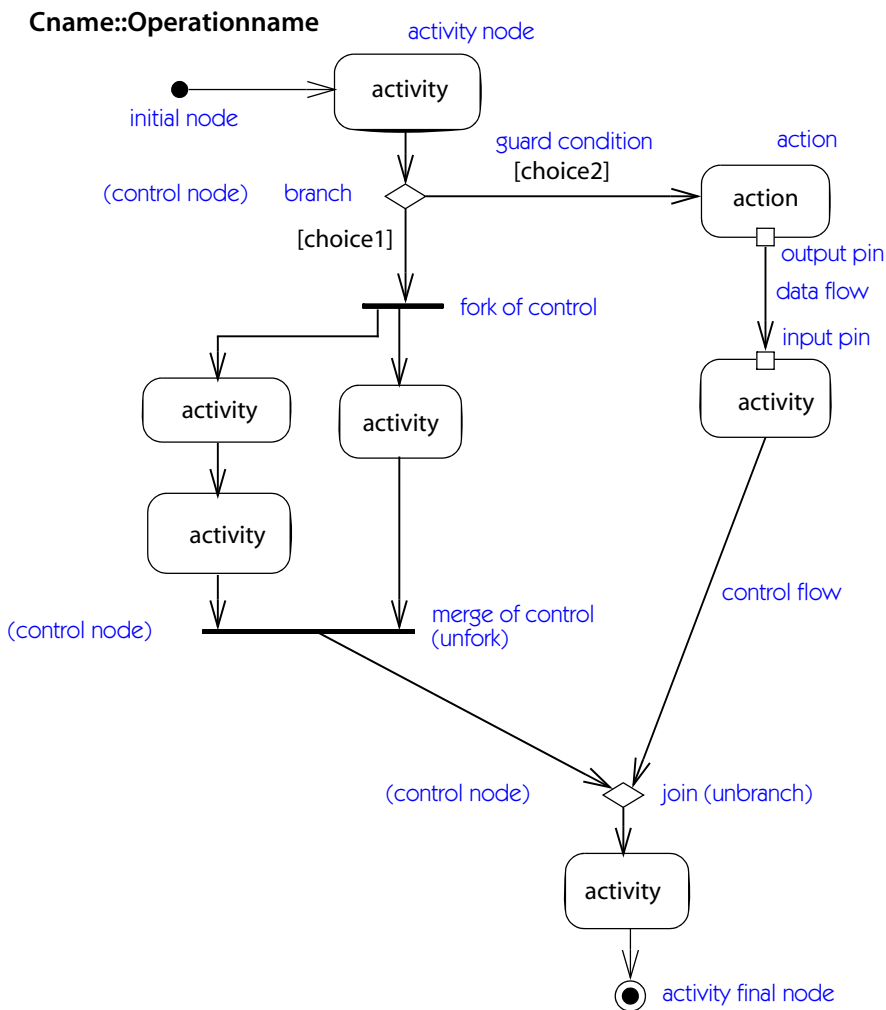 Cname::Operationname
activity node
activity
initial node
guard condition
action
[choice2]
(control node)
branch
action
[choice1]
output pin
data flow
fork of control
input pin
activity
activity
activity
activity
control flow
merge of control
(unfork)
(control node)
(control node)
join (unbranch)
activity
activity final node